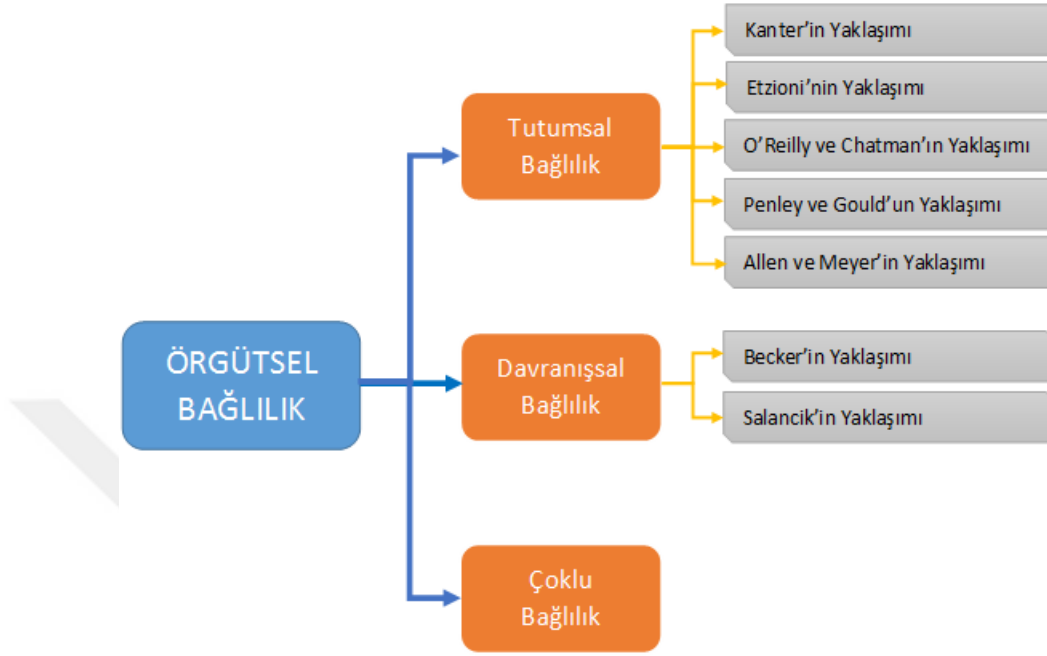 Kanter’in Yaklaşımı
Etzioni’nin Yaklaşımı
Tutumsal
Bağlılık
O’Reilly ve Chatman’ın Yaklaşımı
Penley ve Gould’un Yaklaşımı
Allen ve Meyer’in Yaklaşımı
ÖRGÜTSEL
BAĞLILIK
Davranışsal
Bağlılık
Becker’in Yaklaşımı
Salancik’in Yaklaşımı
Çoklu
Bağlılık